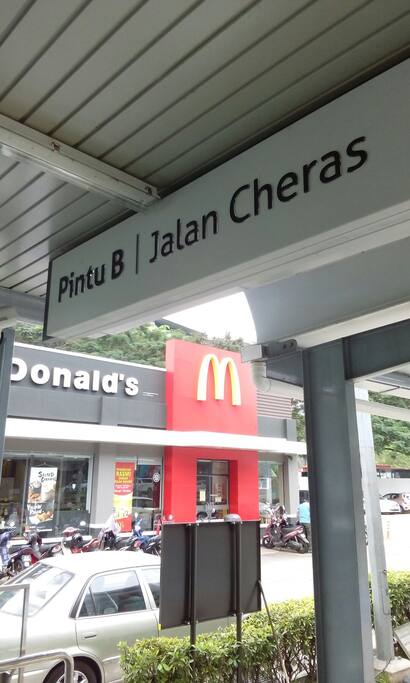 Pintu B | Jalan Cheras
Donald's